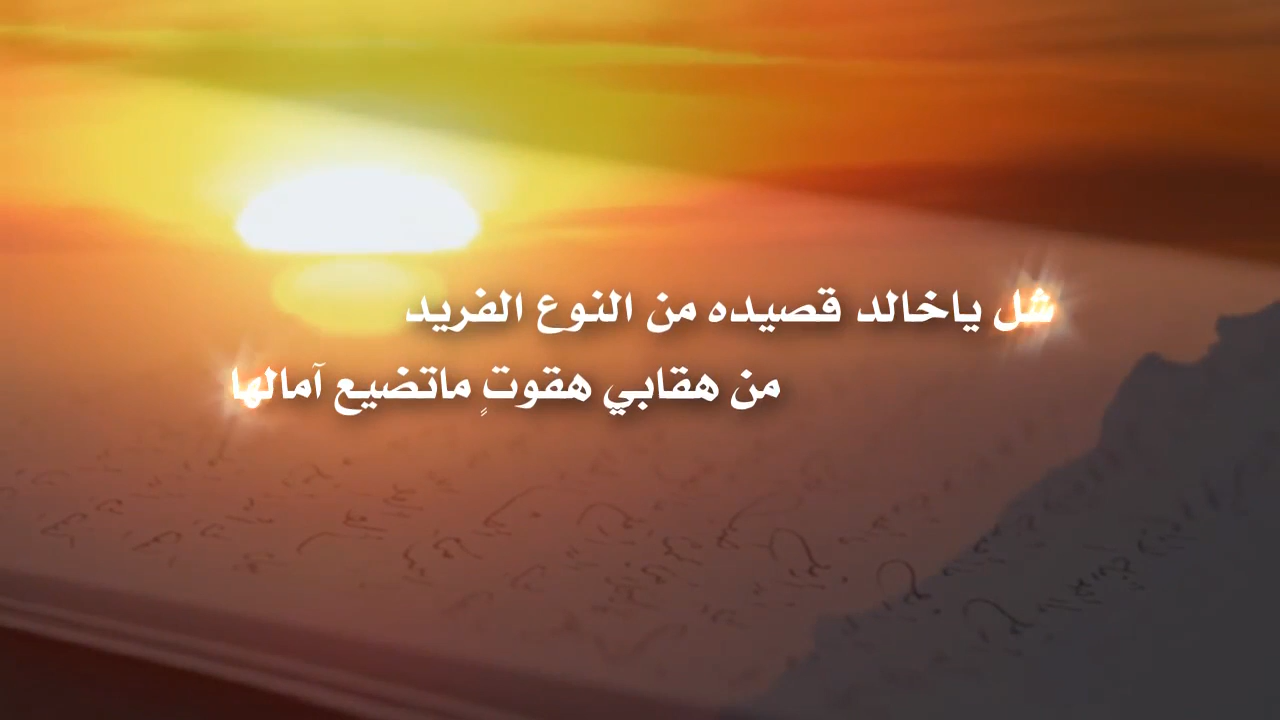 شل ياخالد قصيده من النوع الفريد
من هقابي هقوتٍ ماتضيع آمالها